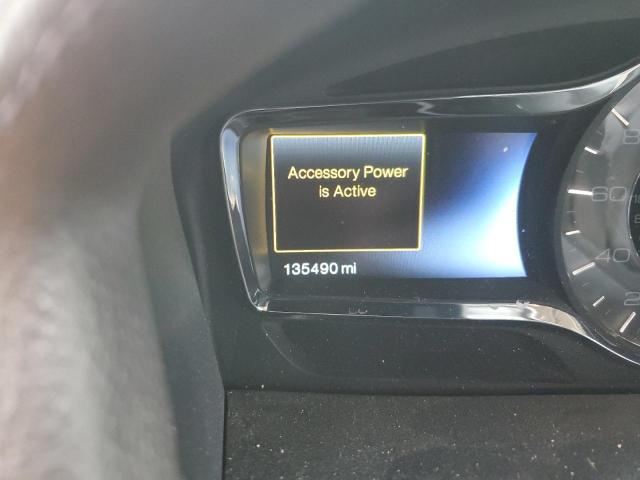 Accessory Power
is Active
135490 mi
60
40